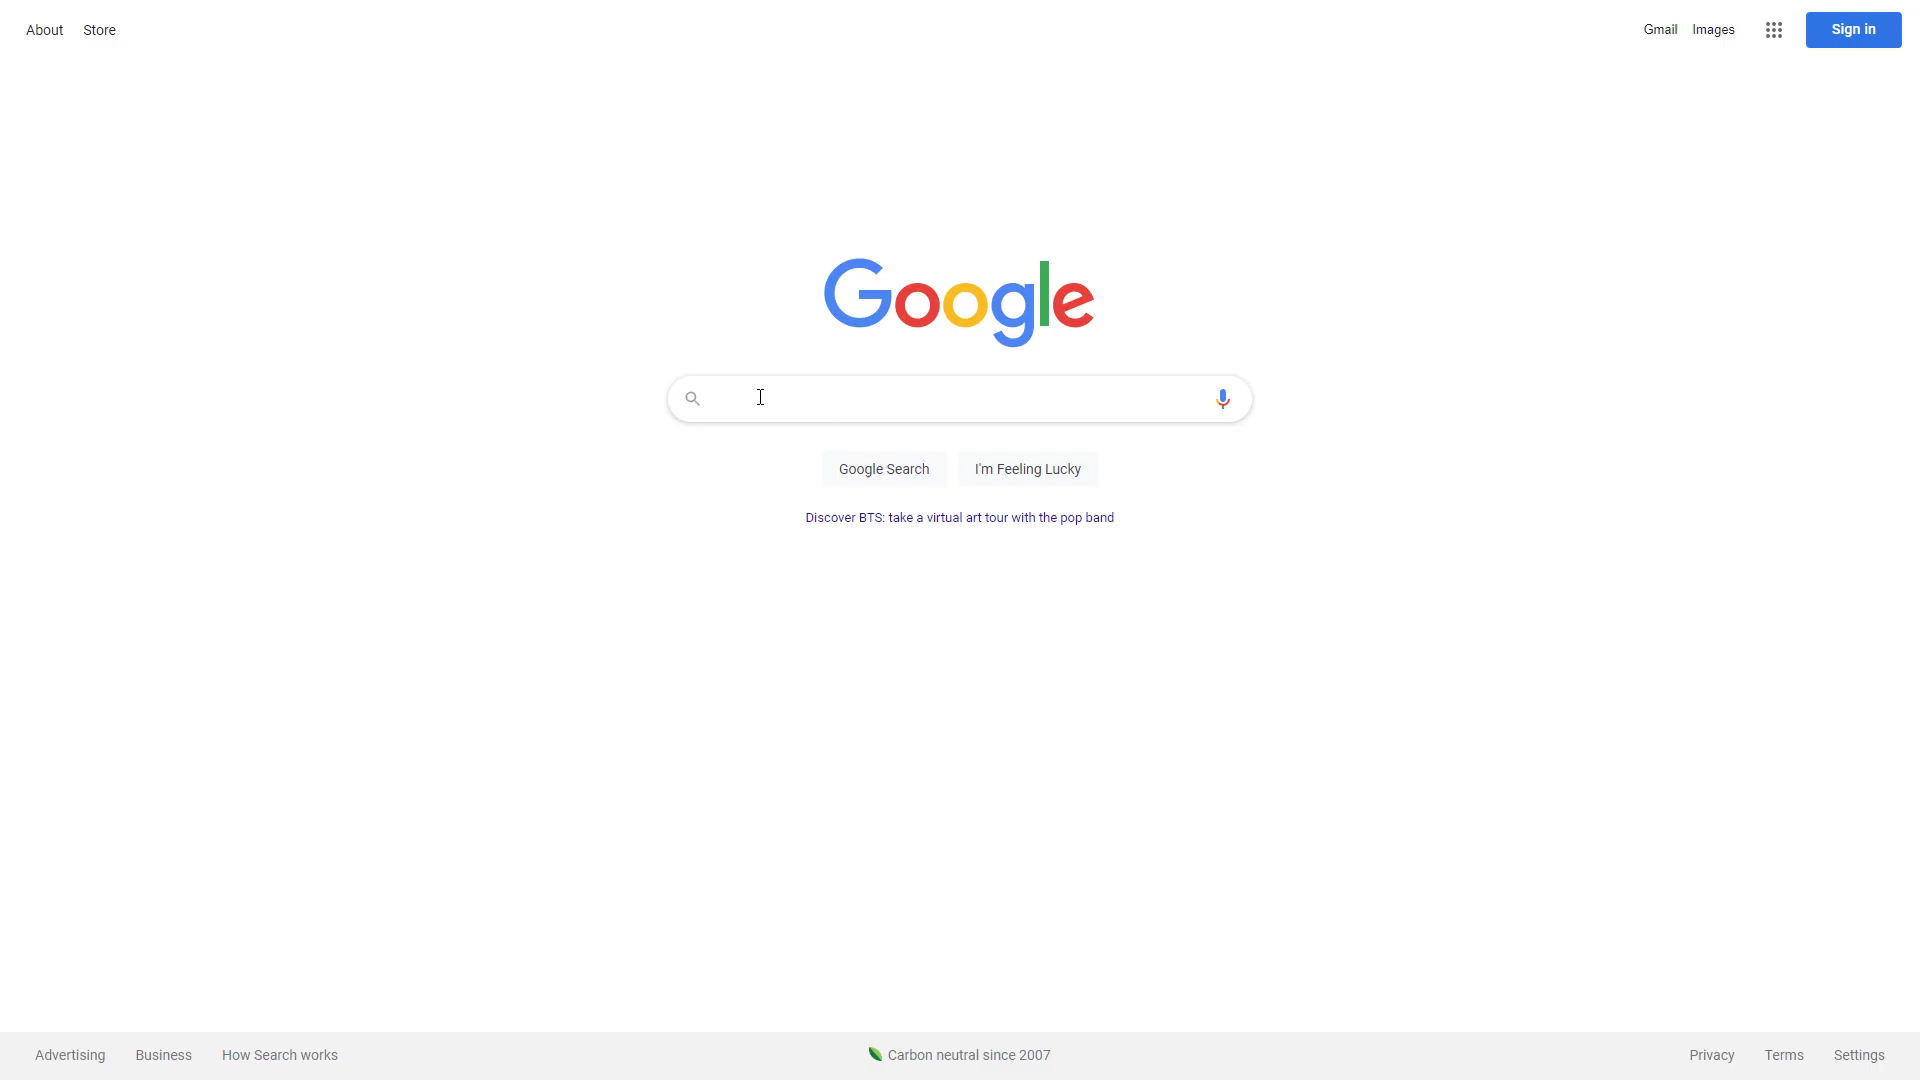 About Store
Gmail Images
Sign in
Google
Google Search
I'm Feeling Lucky
Discover BTS: take a virtual art tour with the pop band
Advertising Business How Search works
Carbon neutral since 2007
Privacy Terms Settings